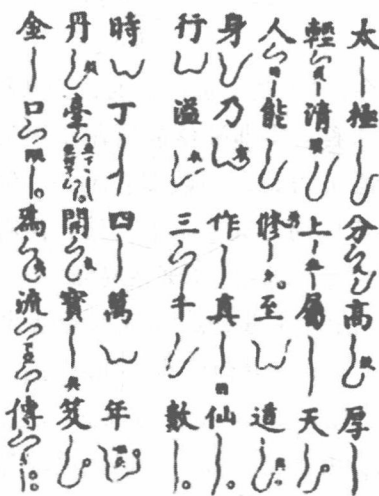 太極分高厚
輕清上屬天
人能修至道
身乃作真仙
行溢三千數
時丁四萬年
丹臺開寶笈
金口爲流傳